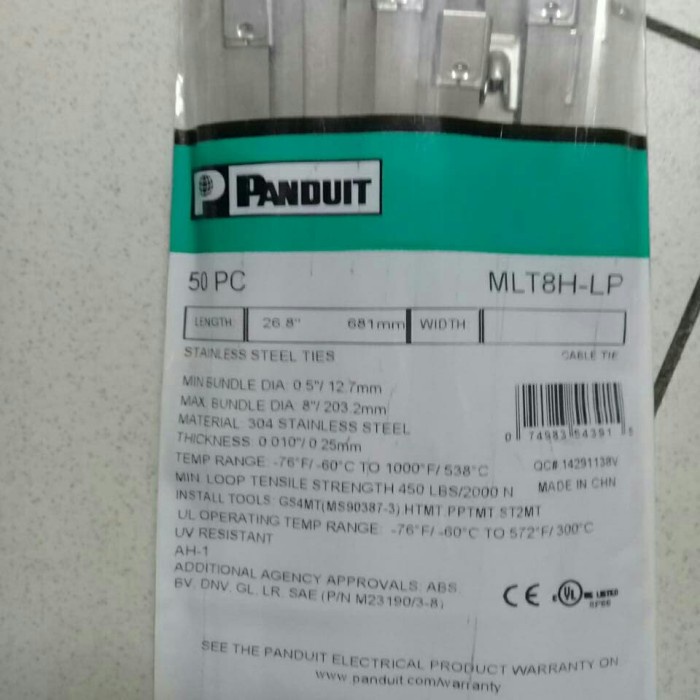 PANDUIT
50 PC MLT8H-LP
LENGTH 26.8" 681mm WIDTH
STAINLESS STEEL TIES CABLE TIE
MIN BUNDLE DIA: 0.5"/ 12.7mm
MAX. BUNDLE DIA: 8"/ 203.2mm
MATERIAL: 304 STAINLESS STEEL
THICKNESS: 0.010"/ 0.25mm
0 74983 54391
TEMP RANGE: -76°F/ -60°C TO 1000°F/ 538°C QC# 14291138V
MIN. LOOP TENSILE STRENGTH 450 LBS/2000 N MADE IN CHN
INSTALL TOOLS: GS4MT(MS90387-3),HTMT,PPTMT,ST2MT
UL OPERATING TEMP RANGE: -76°F/ -60°C TO 572°F/ 300°C
UV RESISTANT
AH-1
ADDITIONAL AGENCY APPROVALS: ABS,
BV, DNV, GL, LR, SAE (P/N M23190/3-8)
CE UL LISTED
SEE THE PANDUIT ELECTRICAL PRODUCT WARRANTY ON
www.panduit.com/warranty